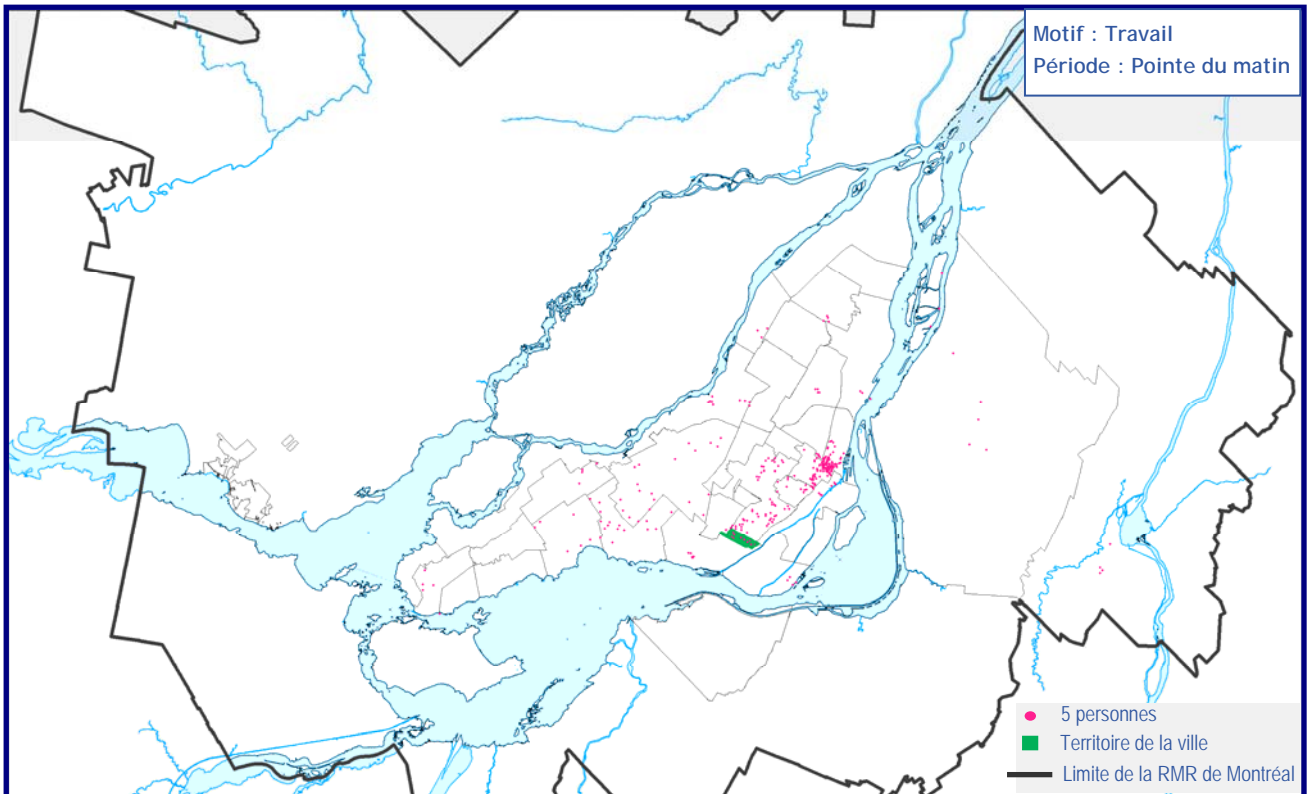 Motif : Travail
Période : Pointe du matin
5 personnes
Territoire de la ville
Limite de la RMR de Montréal